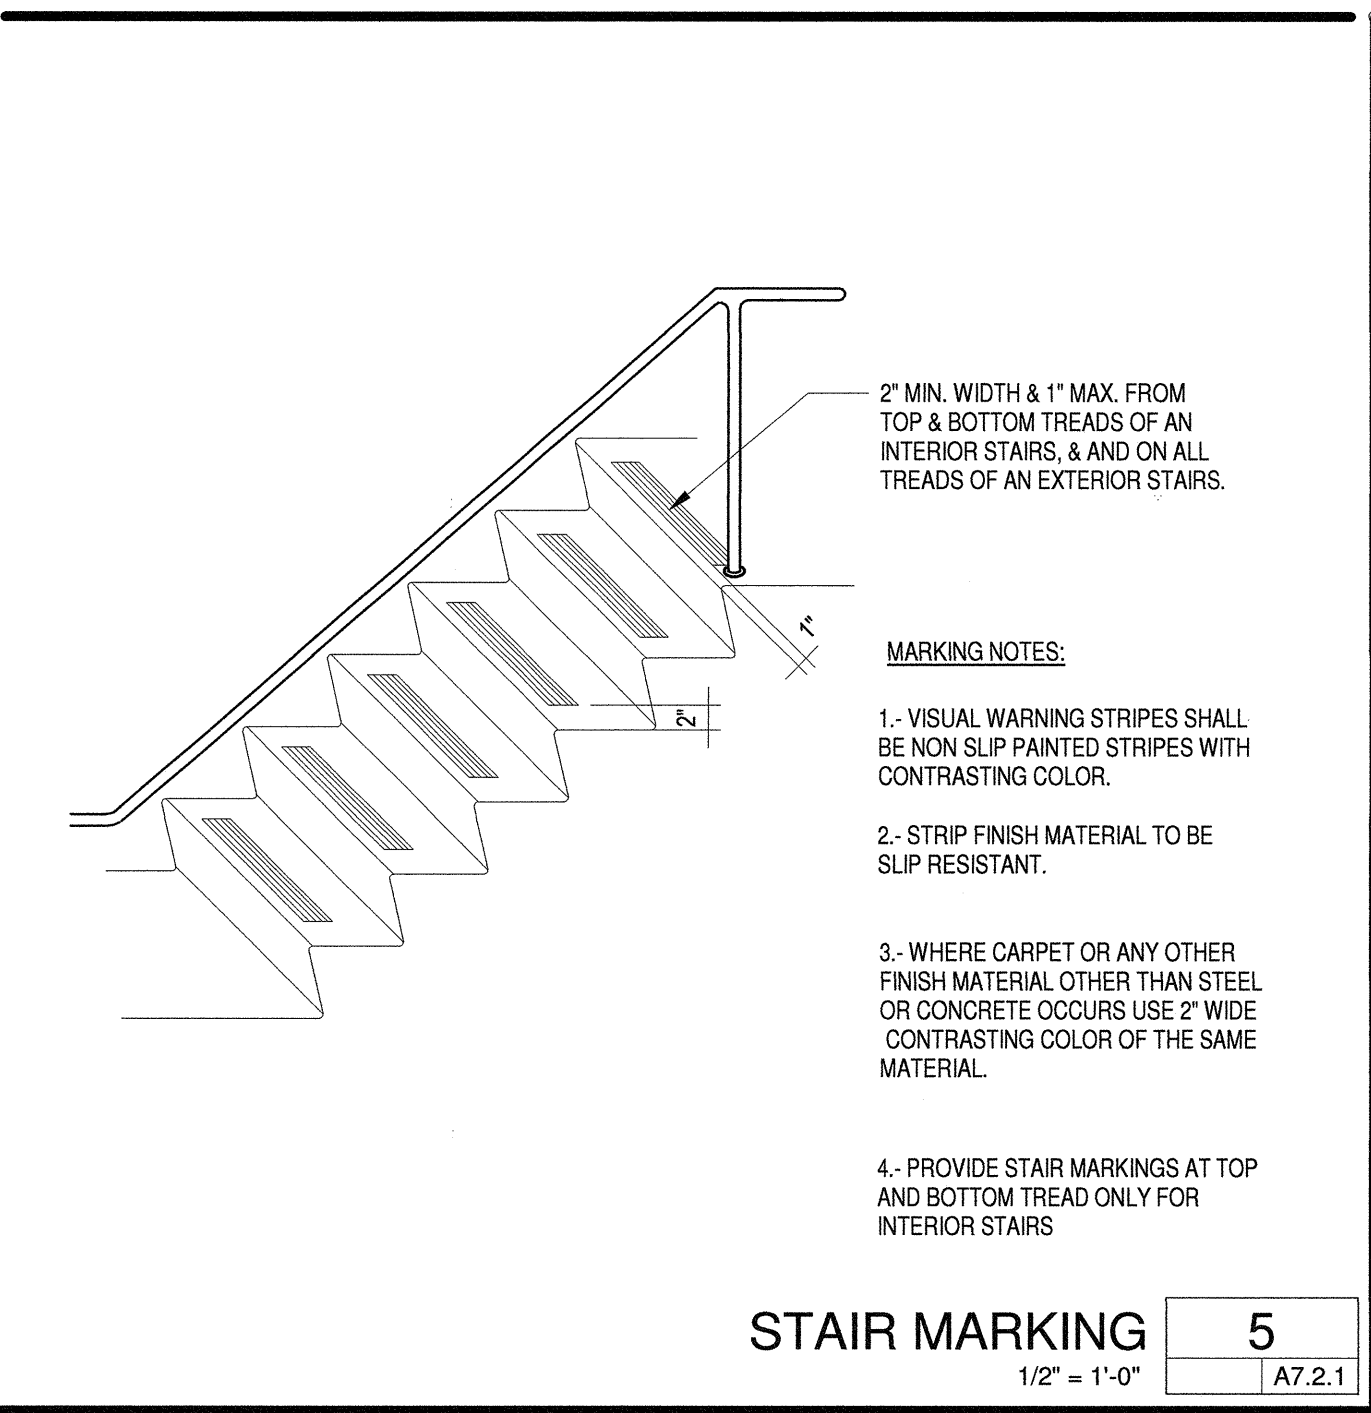 2" MIN. WIDTH & 1" MAX. FROM
TOP & BOTTOM TREADS OF AN
INTERIOR STAIRS, & AND ON ALL
TREADS OF AN EXTERIOR STAIRS.
1"
2"
MARKING NOTES:
1.- VISUAL WARNING STRIPES SHALL
BE NON SLIP PAINTED STRIPES WITH
CONTRASTING COLOR.
2.- STRIP FINISH MATERIAL TO BE
SLIP RESISTANT.
3.- WHERE CARPET OR ANY OTHER
FINISH MATERIAL OTHER THAN STEEL
OR CONCRETE OCCURS USE 2" WIDE
CONTRASTING COLOR OF THE SAME
MATERIAL.
4.- PROVIDE STAIR MARKINGS AT TOP
AND BOTTOM TREAD ONLY FOR
INTERIOR STAIRS
STAIR MARKING
1/2" = 1'-0"
5
A7.2.1